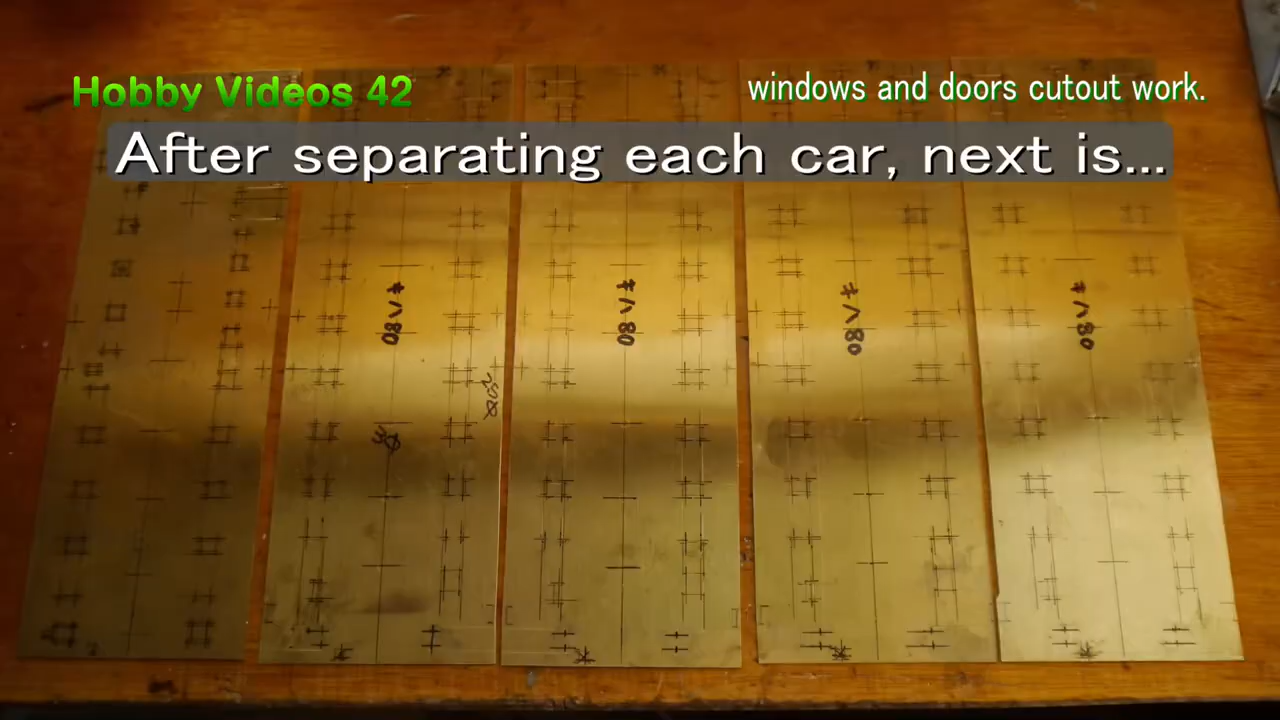 Hobby Videos 42
windows and doors cutout work.
After separating each car, next is...
キハ80
キハ80
キハ80
キハ80